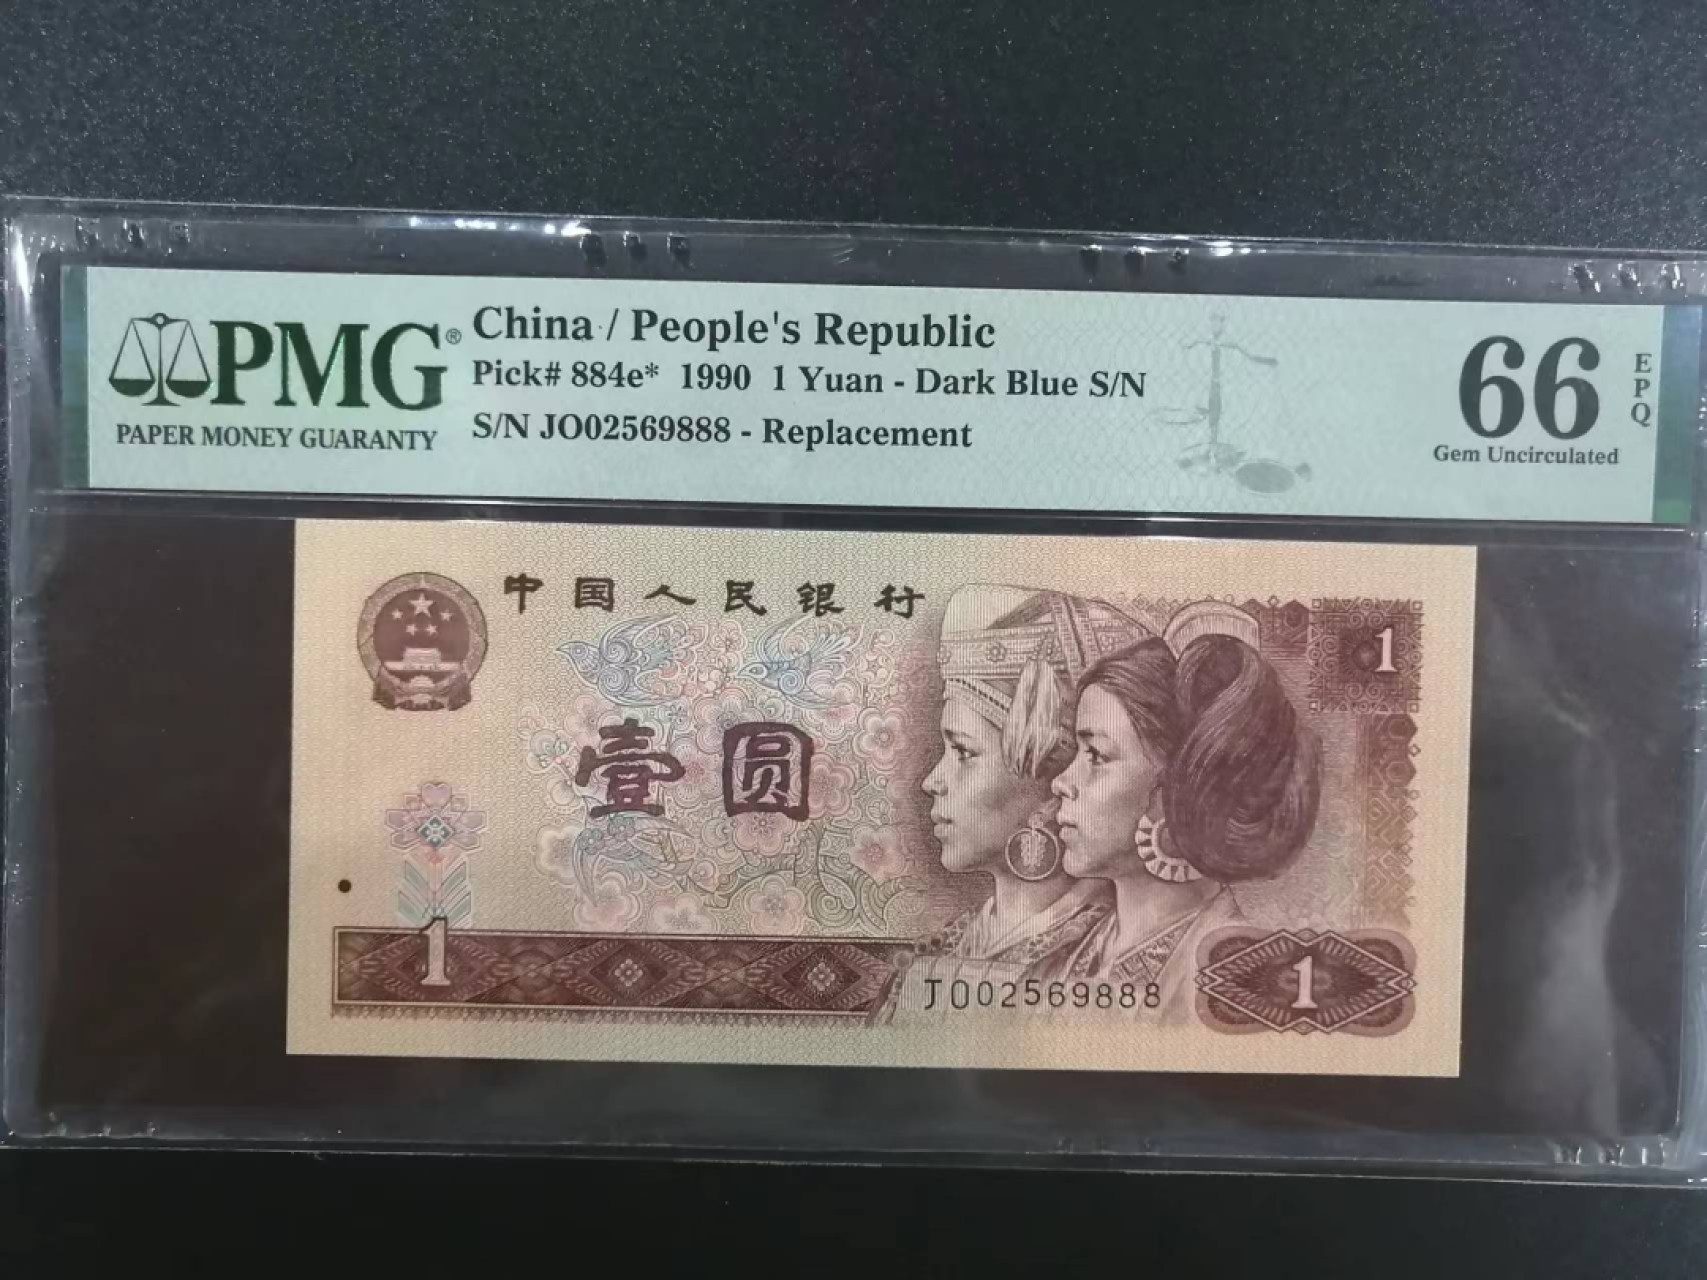 PMG®
PAPER MONEY GUARANTY
China / People's Republic
Pick# 884e* 1990 1 Yuan - Dark Blue S/N
S/N JO02569888 - Replacement
66
EPQ
Gem Uncirculated
中国人民银行
1
壹圆
1
JO02569888
1